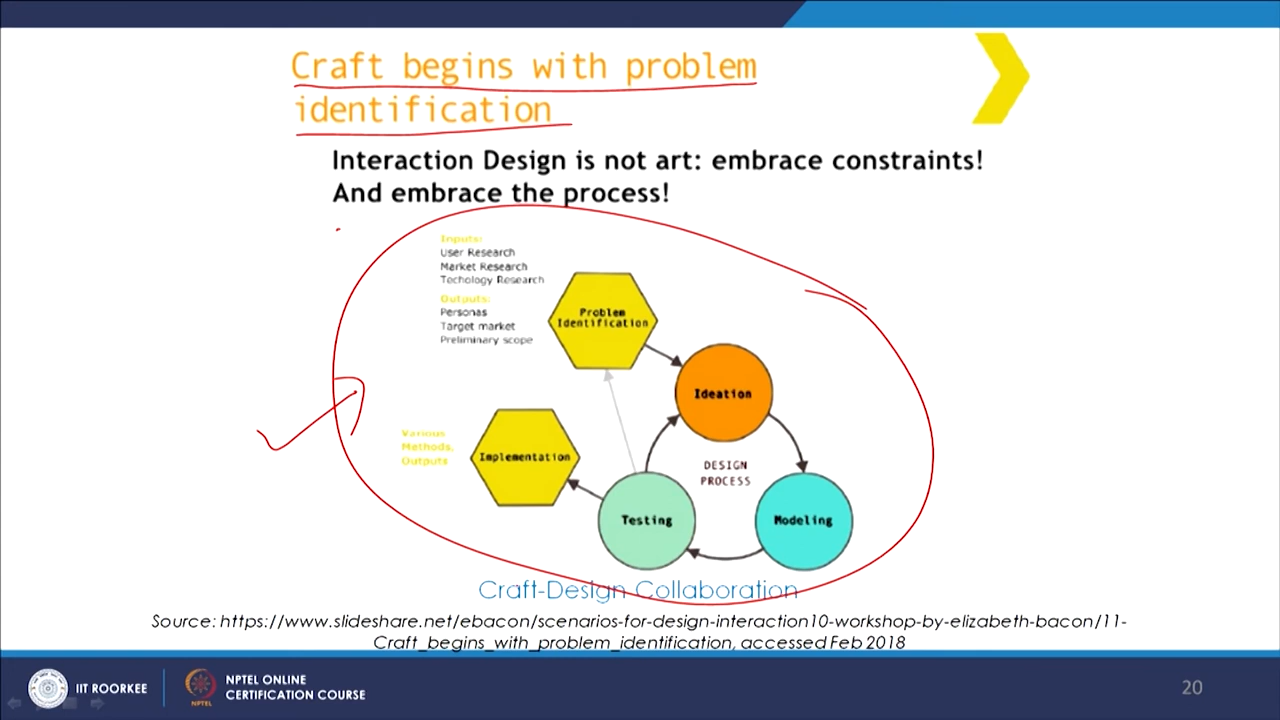 Craft begins with problem
identification
Interaction Design is not art: embrace constraints!
And embrace the process!
Inputs:
User Research
Market Research
Techology Research
Outputs:
Personas
Target market
Preliminary scope
Problem
Identification
Ideation
Various
Methods,
Outputs
Implementation
DESIGN
PROCESS
Testing
Modeling
Craft-Design Collaboration
Source: https://www.slideshare.net/ebacon/scenarios-for-design-interaction10-workshop-by-elizabeth-bacon/11-
Craft_begins_with_problem_identification, accessed Feb 2018
IIT ROORKEE
NPTEL
NPTEL ONLINE
CERTIFICATION COURSE
20